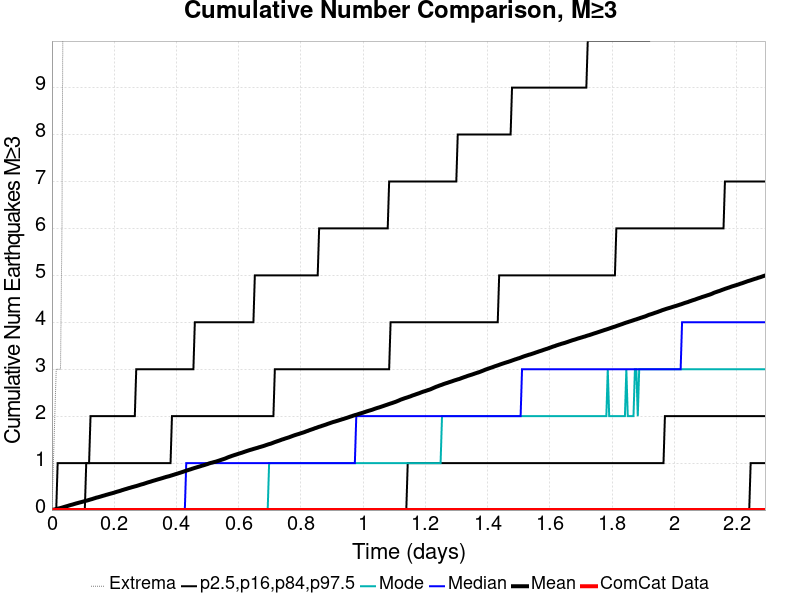 Cumulative Number Comparison, M≥3
Cumulative Num Earthquakes M≥3
9
8
7
6
5
4
3
2
1
0
0 0.2 0.4 0.6 0.8 1 1.2 1.4 1.6 1.8 2 2.2
Time (days)
Extrema p2.5,p16,p84,p97.5 Mode Median Mean ComCat Data